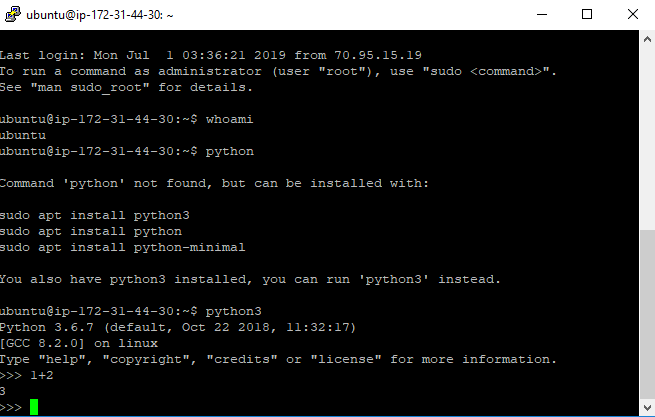 ubuntu@ip-172-31-44-30: ~
Last login: Mon Jul  1 03:36:21 2019 from 70.95.15.19
To run a command as administrator (user "root"), use "sudo <command>".
See "man sudo_root" for details.
ubuntu@ip-172-31-44-30:~$ whoami
ubuntu
ubuntu@ip-172-31-44-30:~$ python
Command 'python' not found, but can be installed with:
sudo apt install python3
sudo apt install python
sudo apt install python-minimal
You also have python3 installed, you can run 'python3' instead.
ubuntu@ip-172-31-44-30:~$ python3
Python 3.6.7 (default, Oct 22 2018, 11:32:17)
[GCC 8.2.0] on linux
Type "help", "copyright", "credits" or "license" for more information.
>>> 1+2
3
>>>